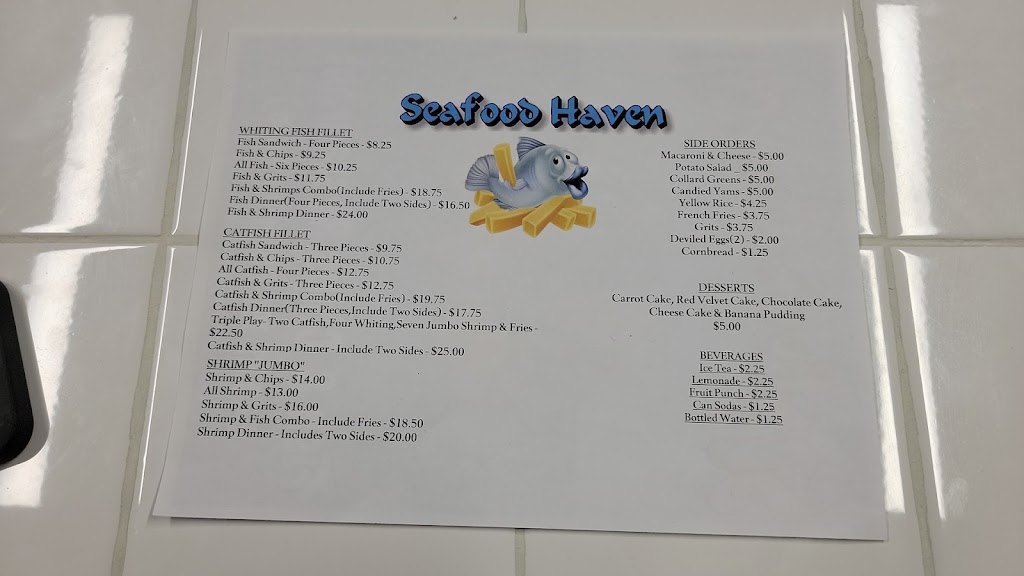 Seafood Haven
WHITING FISH FILLET
Fish Sandwich - Four Pieces - $8.25
Fish & Chips - $9.25
All Fish - Six Pieces - $10.25
Fish & Grits - $11.75
Fish & Shrimps Combo(Include Fries) - $18.75
Fish Dinner(Four Pieces, Include Two Sides) - $16.50
Fish & Shrimp Dinner - $24.00
CATFISH FILLET
Catfish Sandwich - Three Pieces - $9.75
Catfish & Chips - Three Pieces - $10.75
All Catfish - Four Pieces - $12.75
Catfish & Grits - Three Pieces - $12.75
Catfish & Shrimp Combo(Include Fries) - $19.75
Catfish Dinner(Three Pieces,Include Two Sides) - $17.75
Triple Play- Two Catfish,Four Whiting,Seven Jumbo Shrimp & Fries -
$22.50
Catfish & Shrimp Dinner - Include Two Sides - $25.00
SHRIMP "JUMBO"
Shrimp & Chips - $14.00
All Shrimp - $13.00
Shrimp & Grits - $16.00
Shrimp & Fish Combo - Include Fries - $18.50
Shrimp Dinner - Includes Two Sides - $20.00
SIDE ORDERS
Macaroni & Cheese - $5.00
Potato Salad _ $5.00
Collard Greens - $5.00
Candied Yams - $5.00
Yellow Rice - $4.25
French Fries - $3.75
Grits - $3.75
Deviled Eggs(2) - $2.00
Cornbread - $1.25
DESSERTS
Carrot Cake, Red Velvet Cake, Chocolate Cake,
Cheese Cake & Banana Pudding
$5.00
BEVERAGES
Ice Tea - $2.25
Lemonade - $2.25
Fruit Punch - $2.25
Can Sodas - $1.25
Bottled Water - $1.25